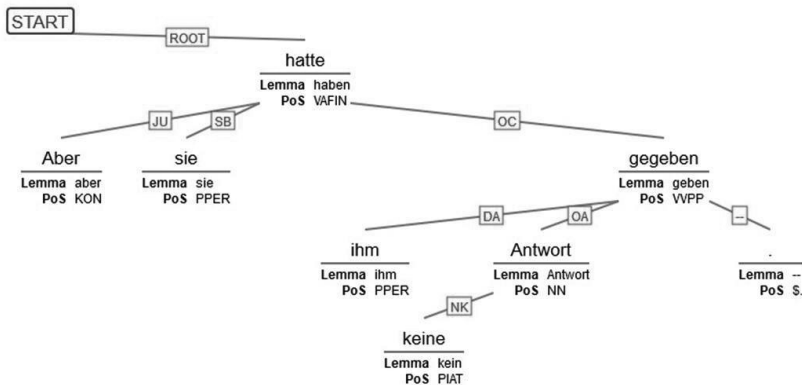 START
ROOT
hatte
Lemma haben
PoS VAFIN
JU SB OC
Aber sie gegeben
Lemma aber Lemma sie Lemma geben
PoS KON PoS PPER PoS VVPP
DA OA --
ihm Antwort .
Lemma ihm Lemma Antwort Lemma --
PoS PPER PoS NN PoS $.
NK
keine
Lemma kein
PoS PIAT